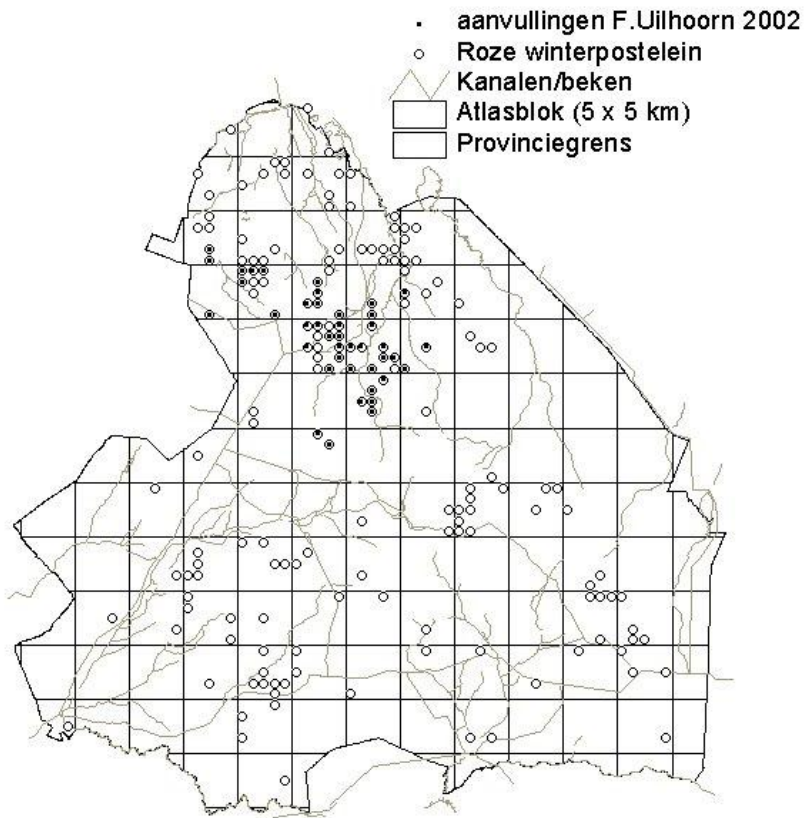 aanvullingen F.Uilhoorn 2002
Roze winterpostelein
Kanalen/beken
Atlasblok (5 x 5 km)
Provinciegrens